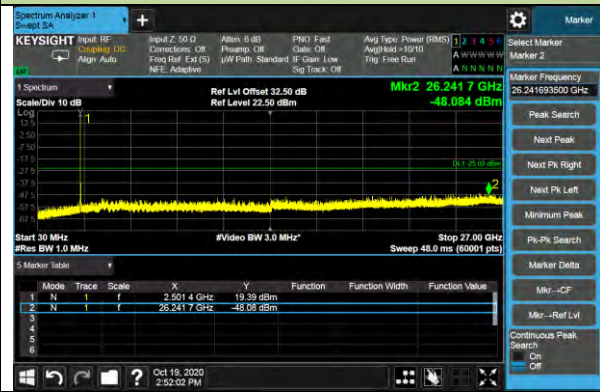 Spectrum Analyzer 1
Swept SA
+
Marker
KEYSIGHT
Input: RF
Coupling: DC
Align: Auto
Input Z: 50 Ω
Corrections: Off
Freq Ref: Ext (S)
NFE: Adaptive
Atten: 6 dB
Preamp: Off
µW Path: Standard
PNO: Fast
Gate: Off
IF Gain: Low
Sig Track: Off
Avg Type: Power (RMS)
Avg|Hold:>10/10
Trig: Free Run
1 2 3 4 5 6
A W W W W W
A N N N N N
Select Marker
Marker 2
Marker Frequency
26.241693500 GHz
Peak Search
Next Peak
Next Pk Right
Next Pk Left
Minimum Peak
Pk-Pk Search
Marker Delta
Mkr→CF
Mkr→Ref Lvl
Continuous Peak
Search
On
Off
1 Spectrum
Scale/Div 10 dB
Log
Ref Lvl Offset 32.50 dB
Ref Level 22.50 dBm
Mkr2 26.241 7 GHz
-48.084 dBm
1
12.5
2.50
-7.50
-17.5
DL1 -25.00 dBm
-27.5
-37.5
2
-47.5
-57.5
-67.5
Start 30 MHz
#Res BW 1.0 MHz
#Video BW 3.0 MHz*
Stop 27.00 GHz
Sweep 48.0 ms (60001 pts)
5 Marker Table
Mode Trace Scale X Y Function Function Width Function Value
1 N 1 f 2.501 4 GHz 19.39 dBm
2 N 1 f 26.241 7 GHz -48.08 dBm
3
4
5
6
?
Oct 19, 2020
2:52:02 PM